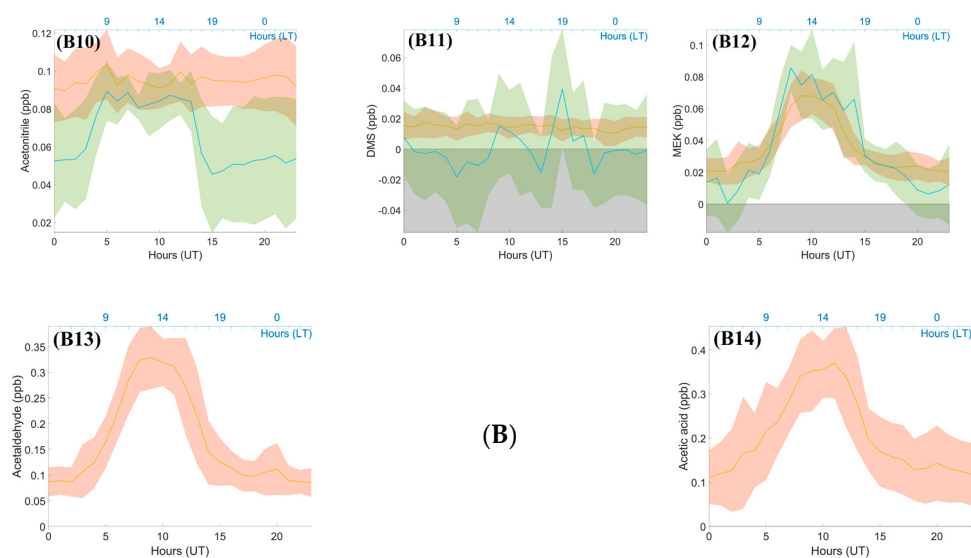 9 14 19 0
Hours (LT)
(B10)
0.12
0.1
0.08
0.06
0.04
0.02
Acetonitrile (ppb)
0 5 10 15 20
Hours (UT)
9 14 19 0
Hours (LT)
(B11)
0.06
0.04
0.02
0
-0.02
-0.04
DMS (ppb)
0 5 10 15 20
Hours (UT)
9 14 19 0
Hours (LT)
(B12)
0.1
0.08
0.06
0.04
0.02
0
MEK (ppb)
0 5 10 15 20
Hours (UT)
9 14 19 0
Hours (LT)
(B13)
0.35
0.3
0.25
0.2
0.15
0.1
0.05
0
Acetaldehyde (ppb)
0 5 10 15 20
Hours (UT)
(B)
9 14 19 0
Hours (LT)
(B14)
0.4
0.3
0.2
0.1
0
Acetic acid (ppb)
0 5 10 15 20
Hours (UT)